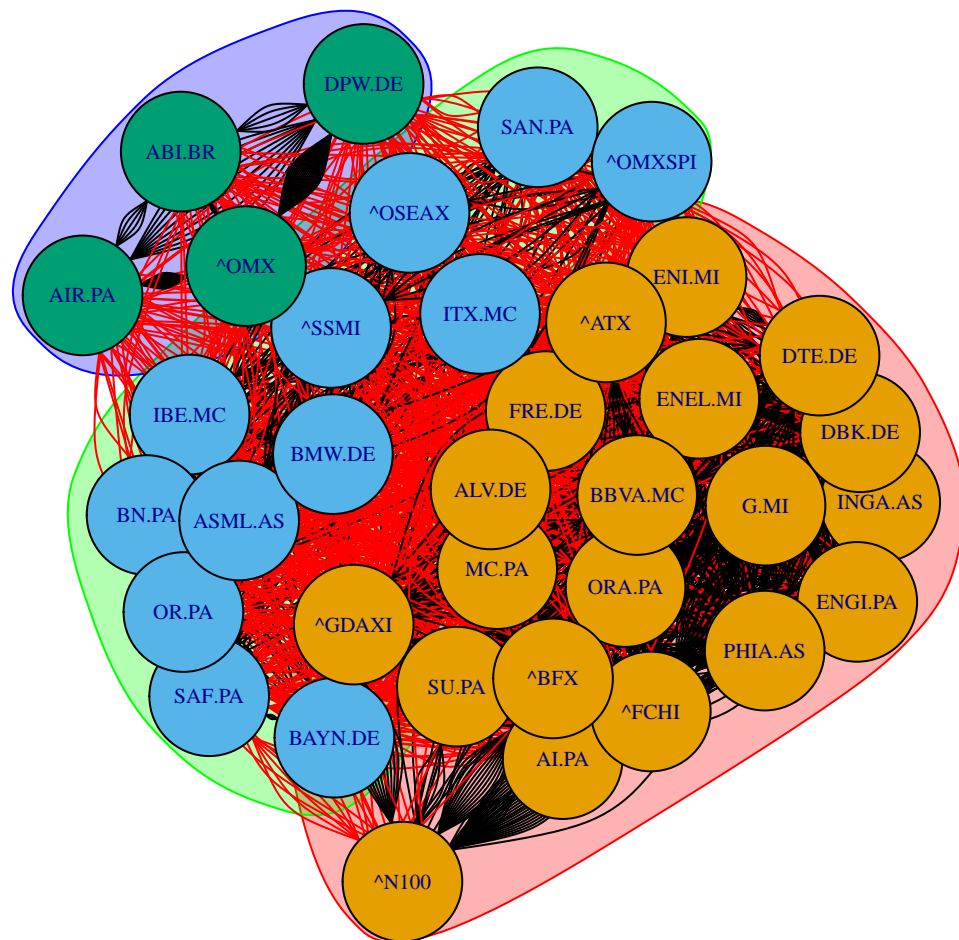 DPW.DE
SAN.PA
ABI.BR
^OMXSPI
^OSEAX
^OMX
ENI.MI
AIR.PA
^SSMI
ITX.MC
^ATX
DTE.DE
IBE.MC
FRE.DE
ENEL.MI
DBK.DE
BMW.DE
ALV.DE
BBVA.MC
G.MI
INGA.AS
BN.PA
ASML.AS
MC.PA
ORA.PA
ENGI.PA
OR.PA
^GDAXI
PHIA.AS
SAF.PA
SU.PA
^BFX
^FCHI
BAYN.DE
AI.PA
^N100